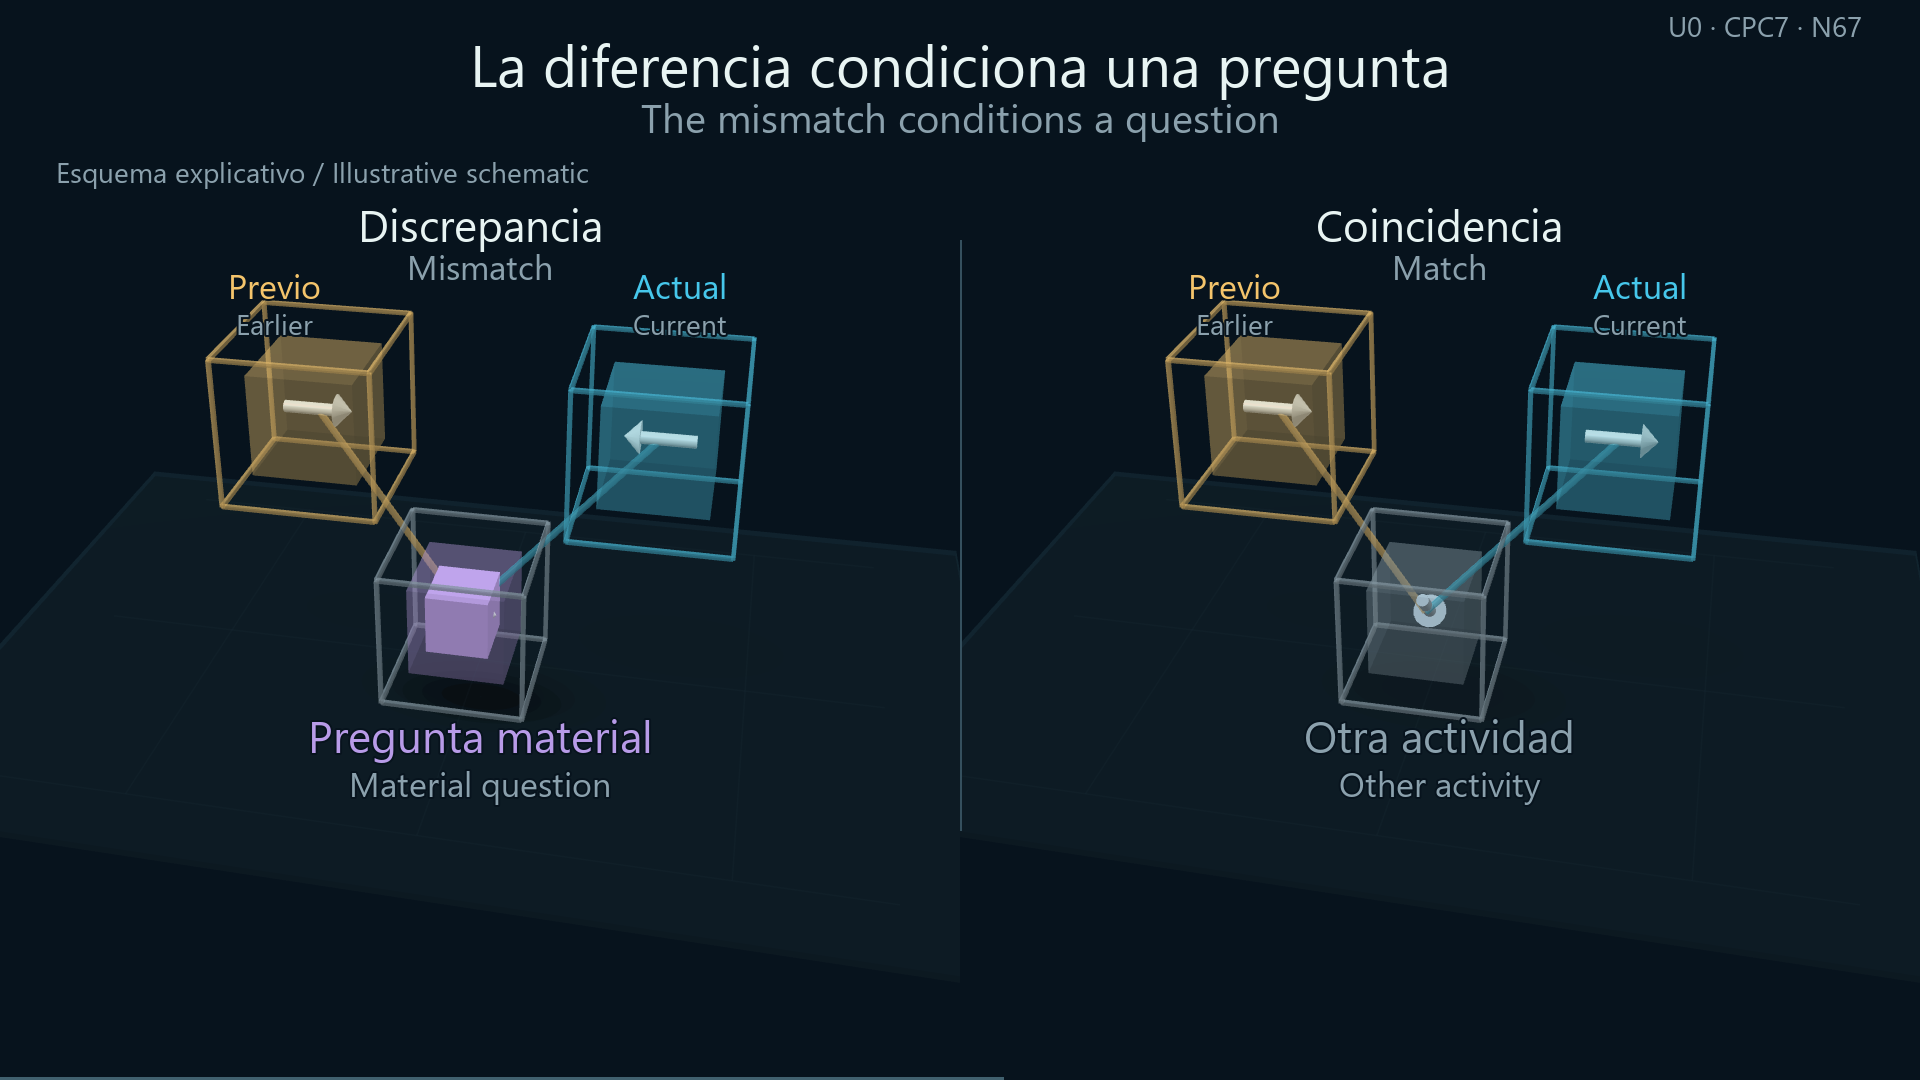 U0 · CPC7 · N67
La diferencia condiciona una pregunta
The mismatch conditions a question
Esquema explicativo / Illustrative schematic
Discrepancia
Mismatch
Previo
Earlier
Actual
Current
Pregunta material
Material question
Coincidencia
Match
Previo
Earlier
Actual
Current
Otra actividad
Other activity